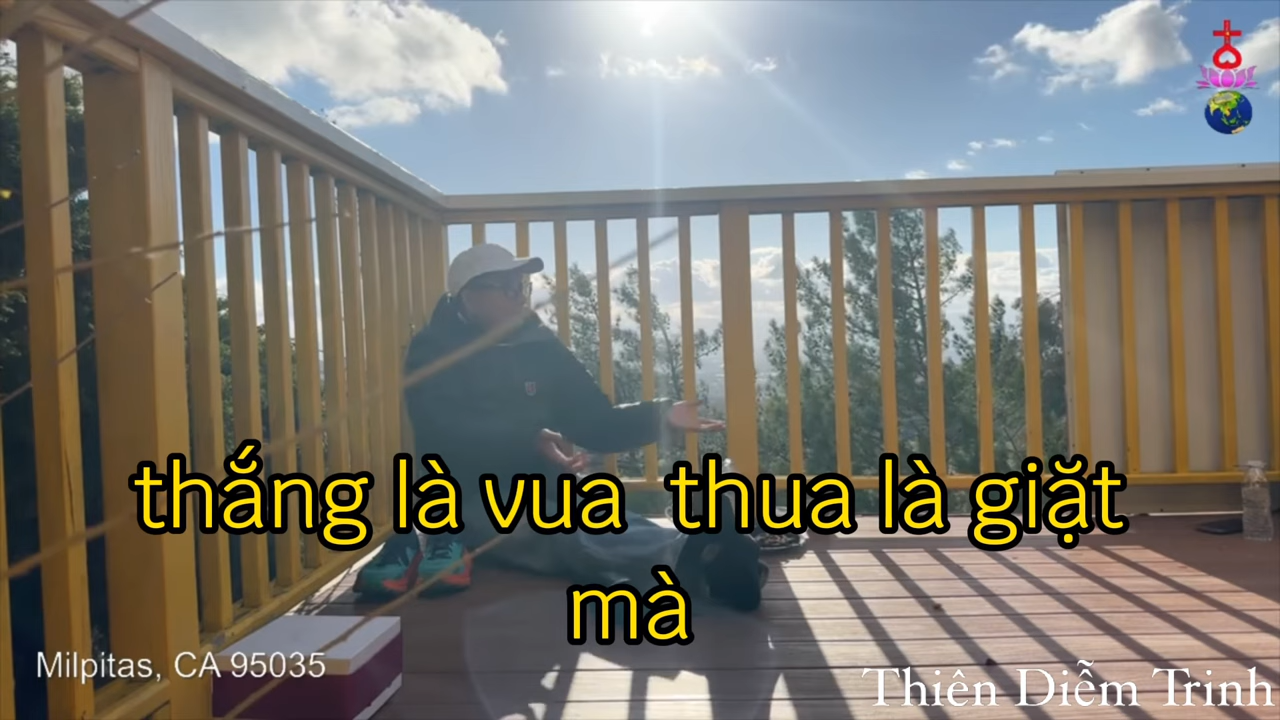 thắng là vua thua là giặt
mà
Milpitas, CA 95035
Thiên Diễm Trinh